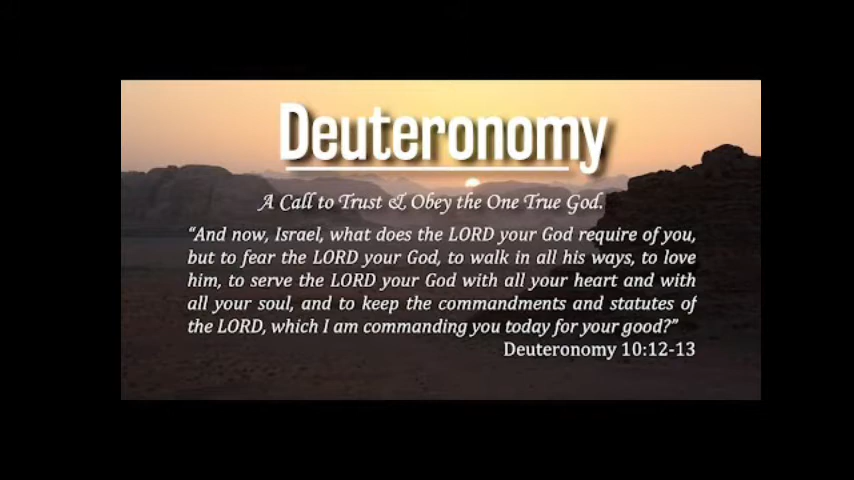 Deuteronomy
A Call to Trust & Obey the One True God.
“And now, Israel, what does the LORD your God require of you,
but to fear the LORD your God, to walk in all his ways, to love
him, to serve the LORD your God with all your heart and with
all your soul, and to keep the commandments and statutes of
the LORD, which I am commanding you today for your good?”
Deuteronomy 10:12-13